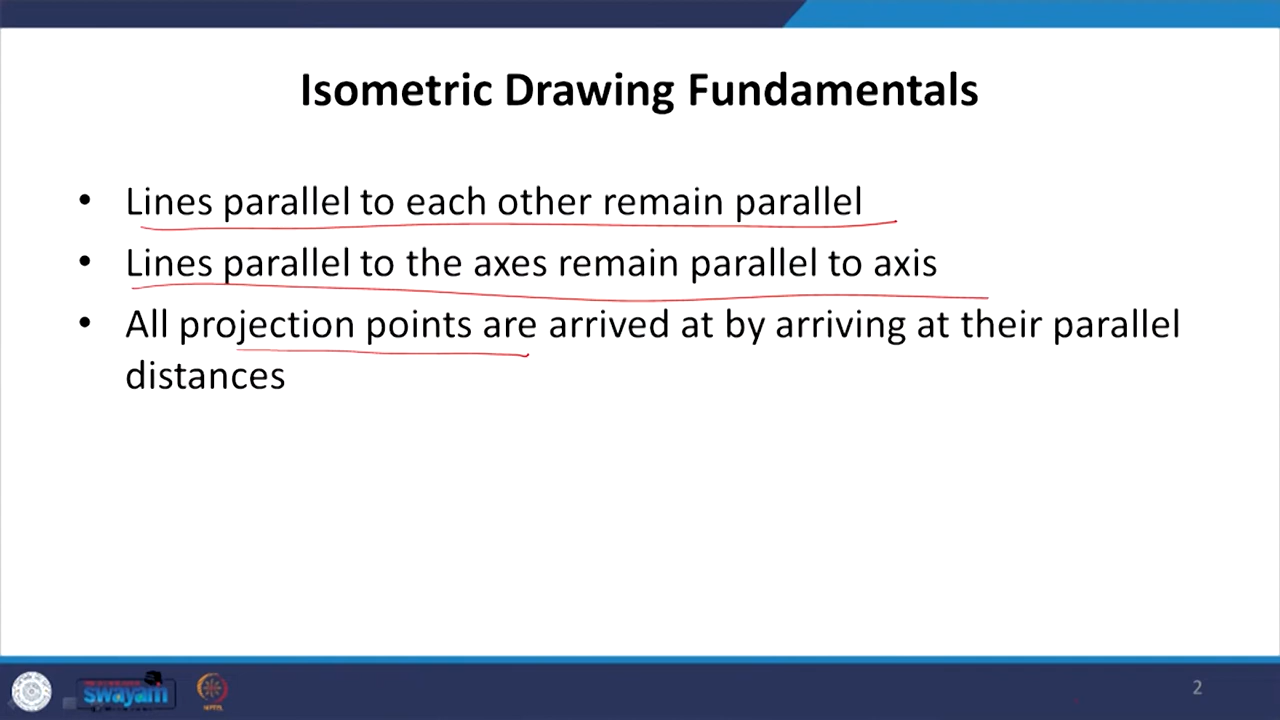 Isometric Drawing Fundamentals
• Lines parallel to each other remain parallel
• Lines parallel to the axes remain parallel to axis
• All projection points are arrived at by arriving at their parallel
distances
swayam
2